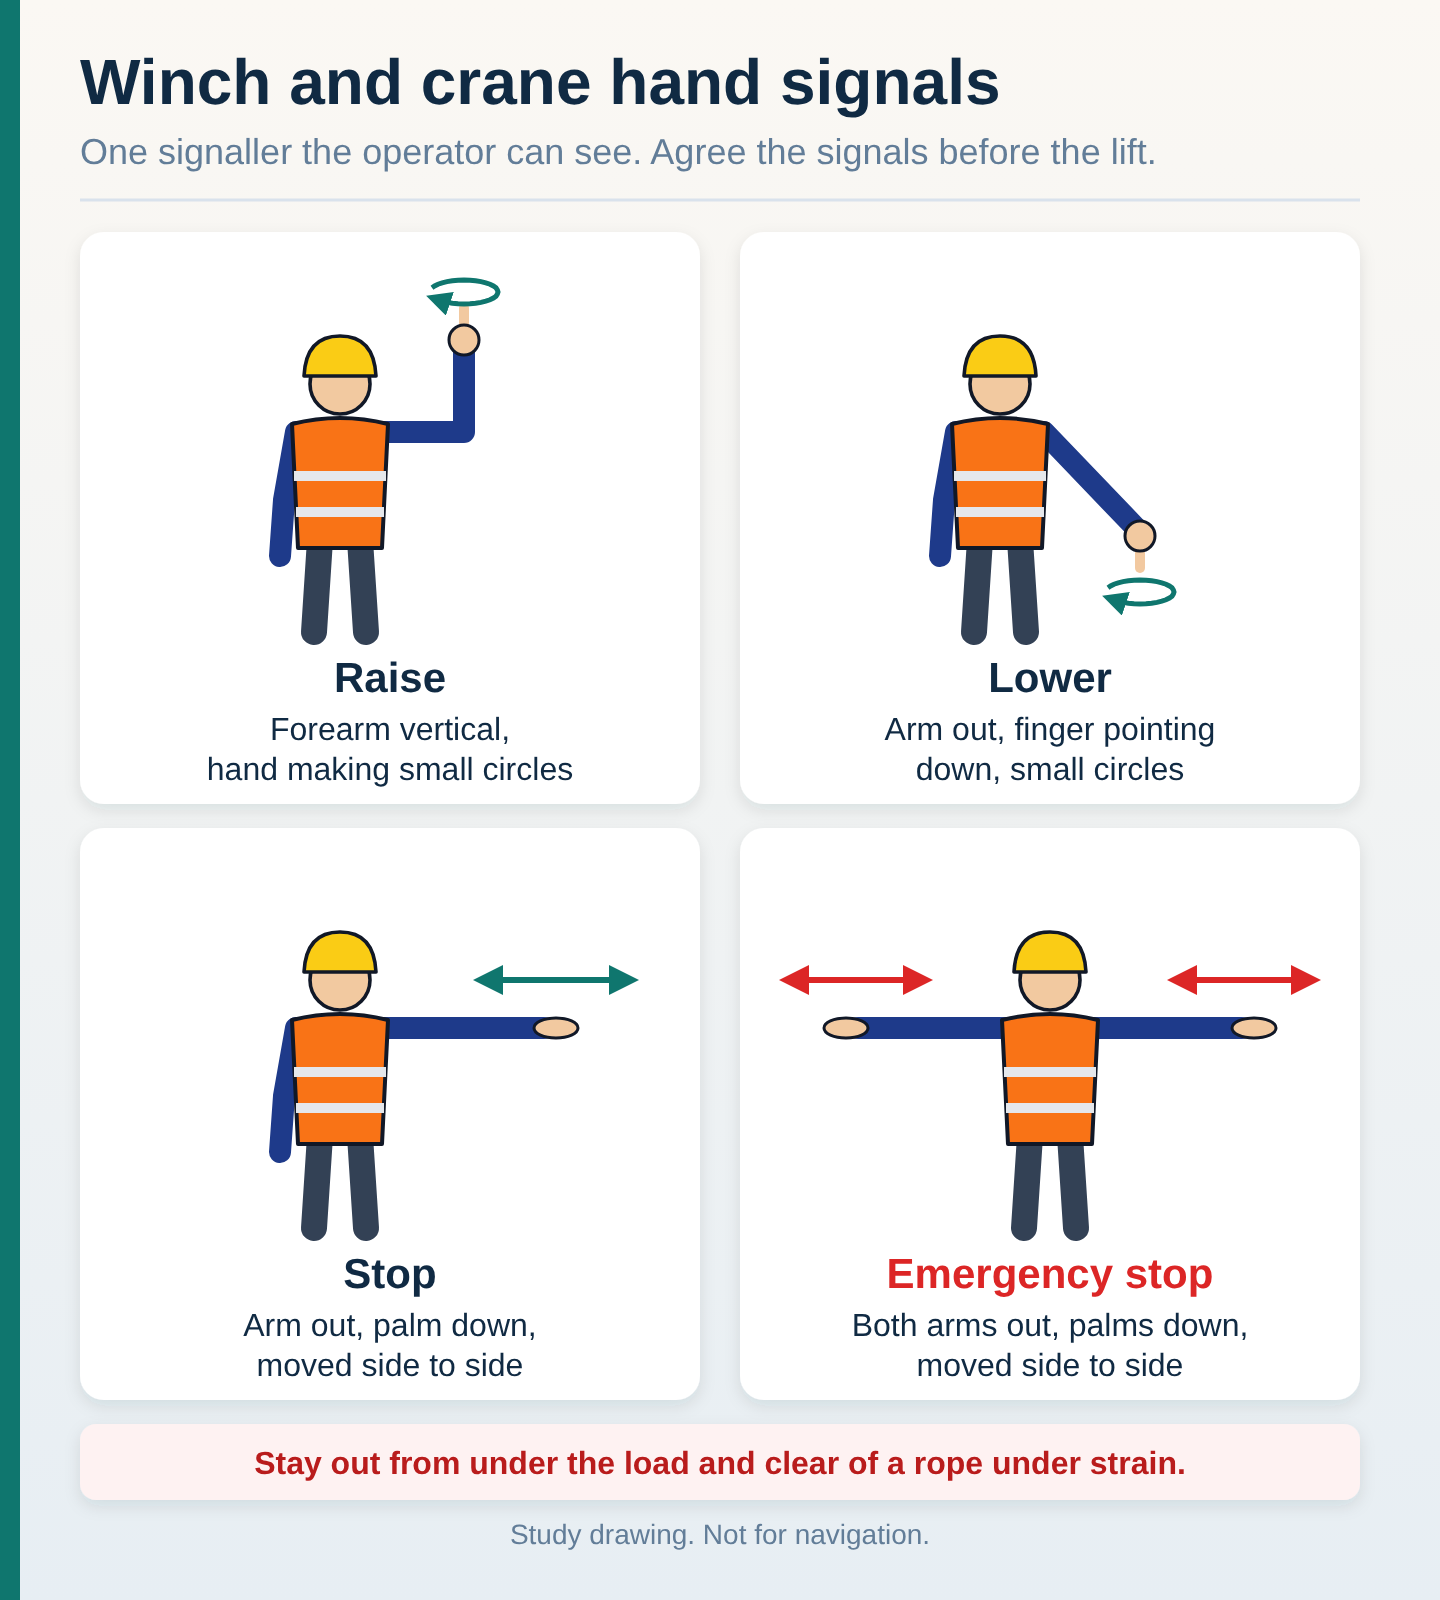 Winch and crane hand signals
One signaller the operator can see. Agree the signals before the lift.
Raise
Forearm vertical,
hand making small circles
Lower
Arm out, finger pointing
down, small circles
Stop
Arm out, palm down,
moved side to side
Emergency stop
Both arms out, palms down,
moved side to side
Stay out from under the load and clear of a rope under strain.
Study drawing. Not for navigation.